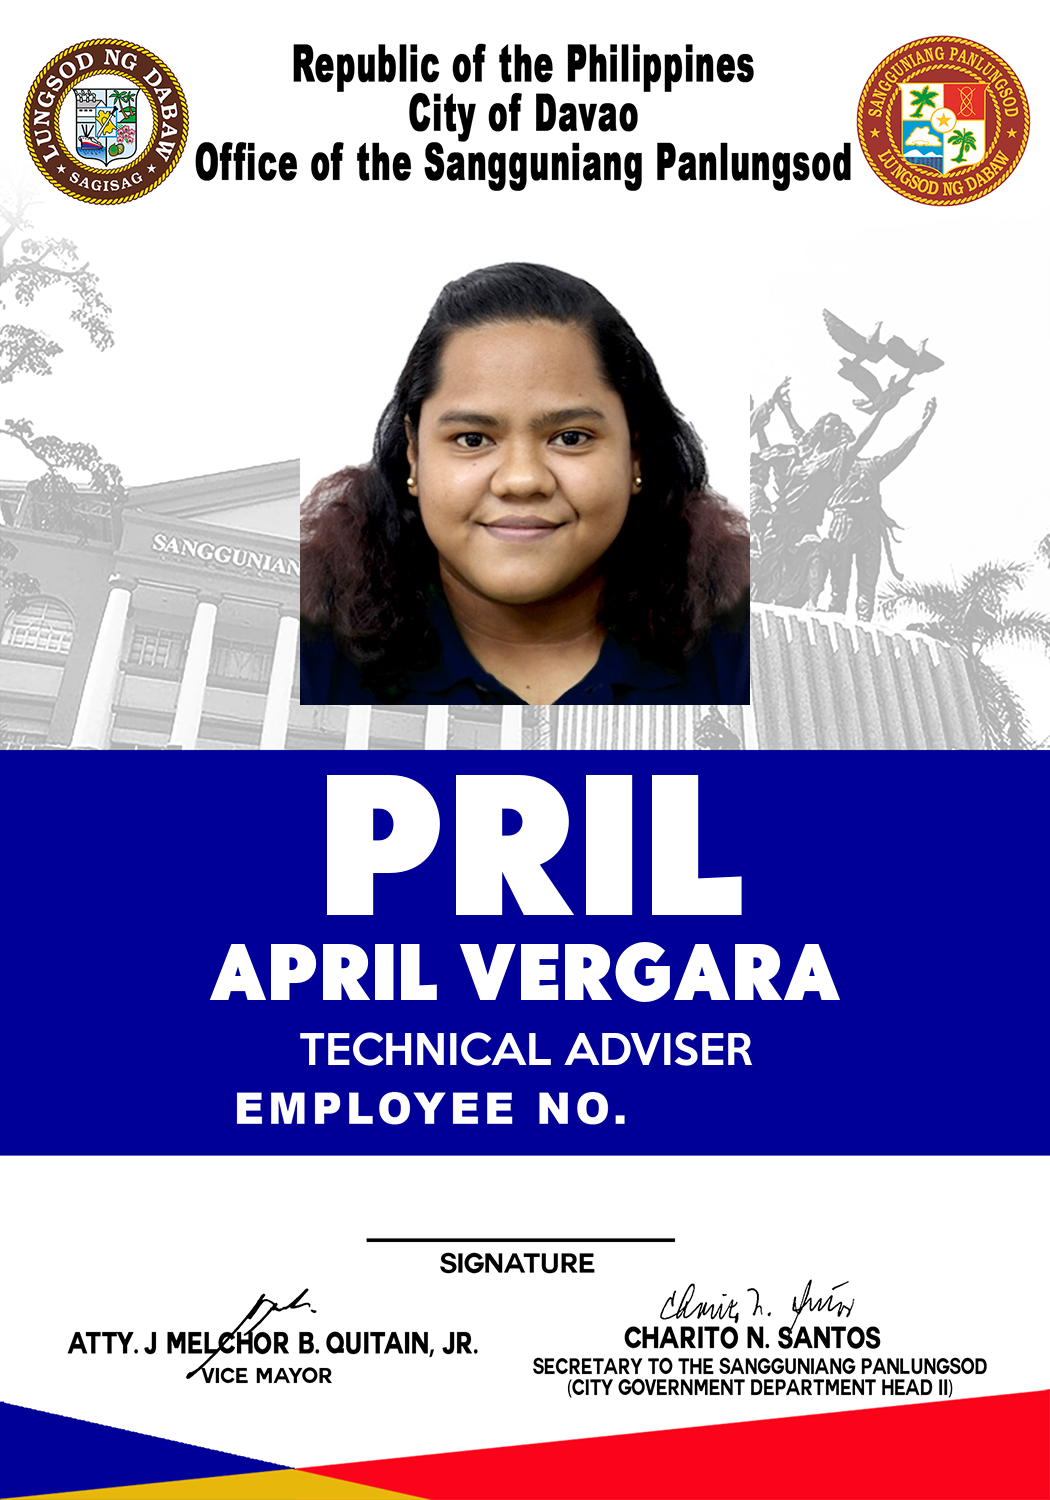 Republic of the Philippines
City of Davao
Office of the Sangguniang Panlungsod
LUNGSOD NG DABAW
SAGISAG
SANGGUNIANG PANLUNGSOD
LUNGSOD NG DABAW
SANGGUNIAN
PRIL
APRIL VERGARA
TECHNICAL ADVISER
EMPLOYEE NO.
SIGNATURE
ATTY. J MELCHOR B. QUITAIN, JR.
VICE MAYOR
CHARITO N. SANTOS
SECRETARY TO THE SANGGUNIANG PANLUNGSOD
(CITY GOVERNMENT DEPARTMENT HEAD II)